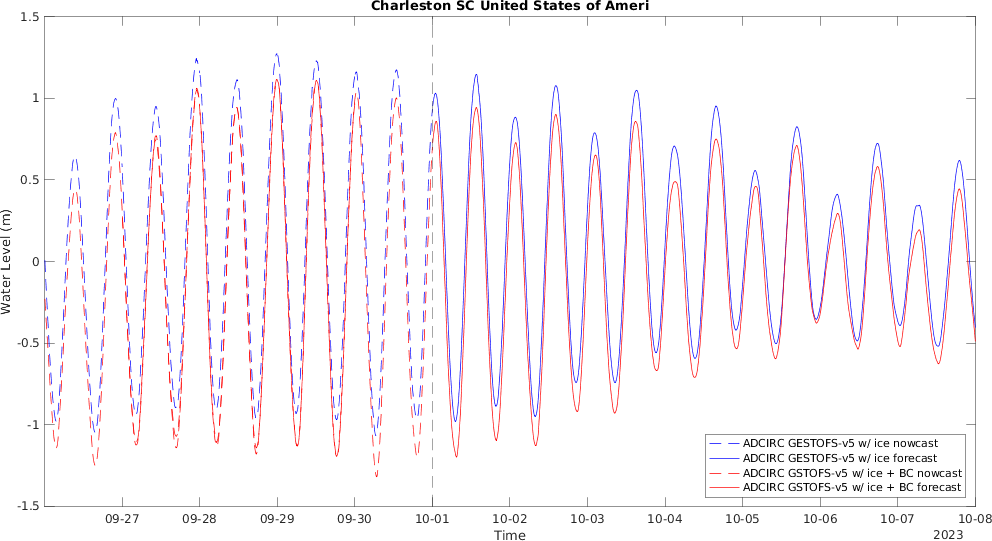 Charleston SC United States of Ameri
1.5
1
0.5
0
-0.5
-1
-1.5
Water Level (m)
09-27 09-28 09-29 09-30 10-01 10-02 10-03 10-04 10-05 10-06 10-07 10-08
Time
2023
ADCIRC GESTOFS-v5 w/ ice nowcast
ADCIRC GESTOFS-v5 w/ ice forecast
ADCIRC GSTOFS-v5 w/ ice + BC nowcast
ADCIRC GSTOFS-v5 w/ ice + BC forecast